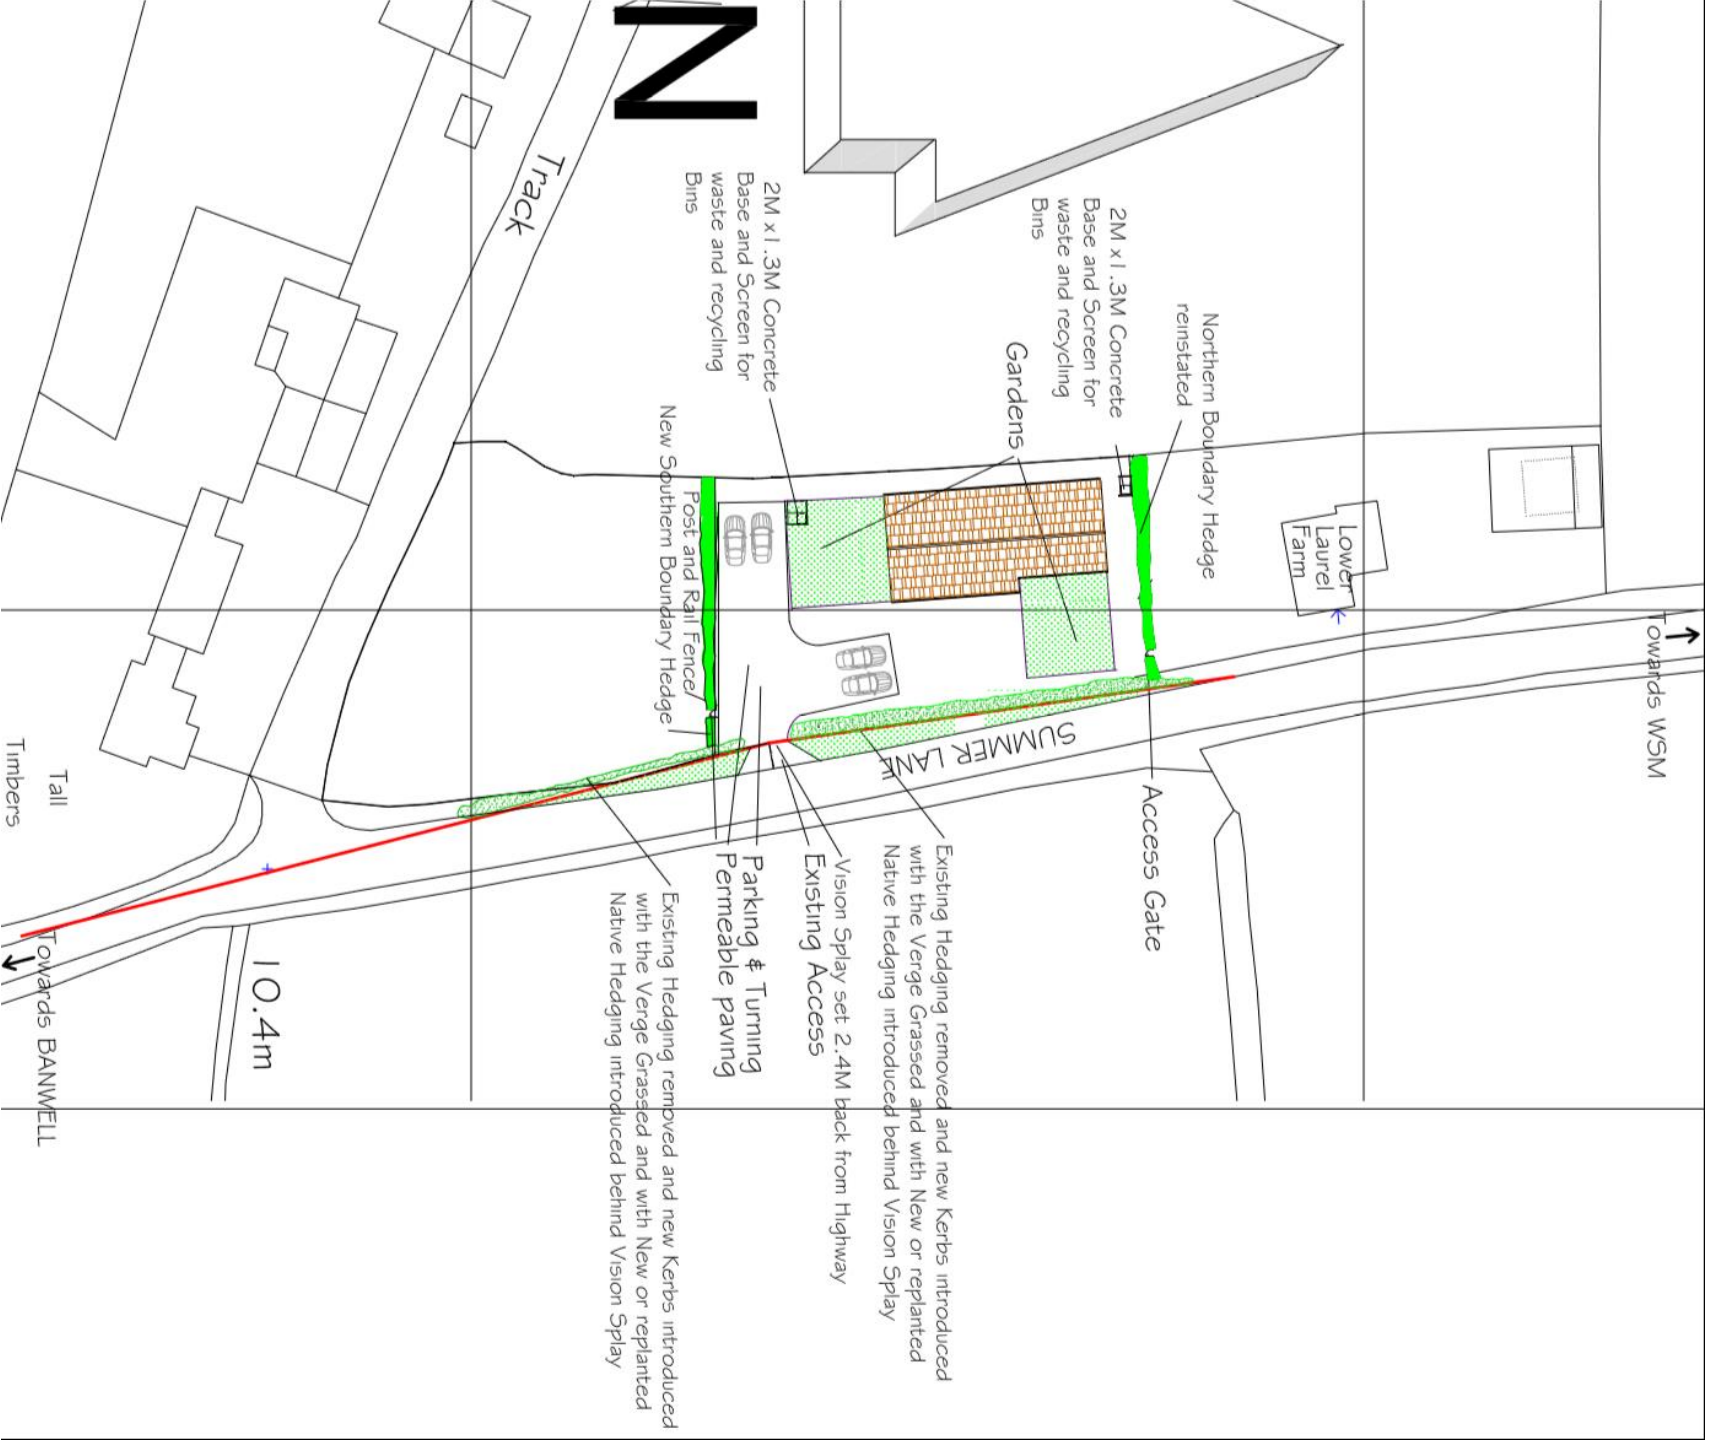 N
Track
2M x1.3M Concrete
Base and Screen for
waste and recycling
Bins
2M x1.3M Concrete
Base and Screen for
waste and recycling
Bins
Northern Boundary Hedge
reinstated
Gardens
Post and Rail Fence/
New Southern Boundary Hedge
Lower
Laurel
Farm
Towards WSM
SUMMER LANE
Access Gate
Existing Hedging removed and new Kerbs introduced
with the Verge Grassed and with New or replanted
Native Hedging introduced behind Vision Splay
Vision Splay set 2.4M back from Highway
Existing Access
Parking & Turning
Permeable paving
Existing Hedging removed and new Kerbs introduced
with the Verge Grassed and with New or replanted
Native Hedging introduced behind Vision Splay
10.4m
Tall
Timbers
Towards BANWELL